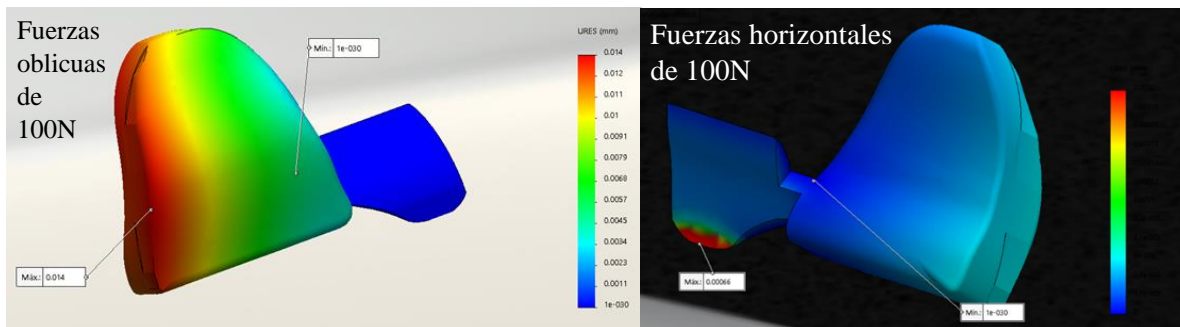 Fuerzas
oblicuas
de
100N
Mín.: 1e-030
URES (mm)
0.014
0.012
0.011
0.01
0.0091
0.0079
0.0068
0.0057
0.0045
0.0034
0.0023
0.0011
1e-030
Máx.: 0.014
Fuerzas horizontales
de 100N
Máx.: 0.00066
Mín.: 1e-030